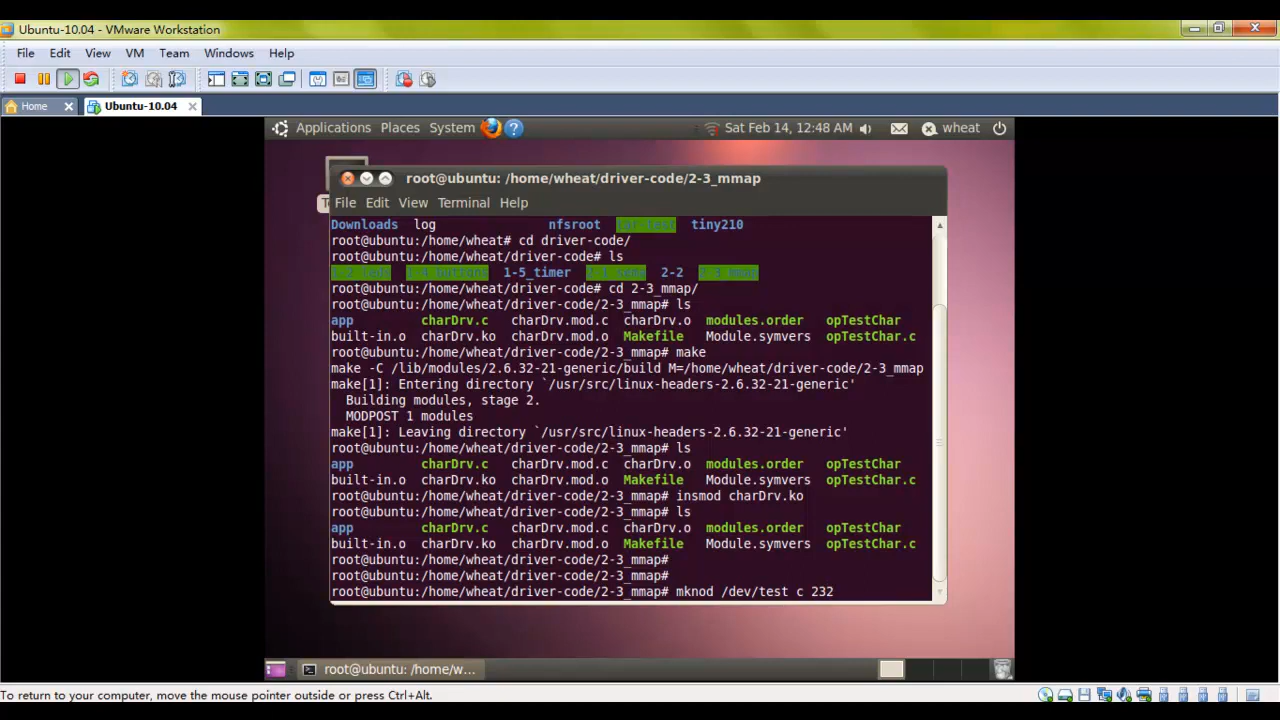 Ubuntu-10.04 - VMware Workstation
File Edit View VM Team Windows Help
Home Ubuntu-10.04
Applications Places System Sat Feb 14, 12:48 AM wheat
root@ubuntu: /home/wheat/driver-code/2-3_mmap
File Edit View Terminal Help
Downloads log nfsroot tiny210
root@ubuntu:/home/wheat# cd driver-code/
root@ubuntu:/home/wheat/driver-code# ls
1-5_timer 2-2 2-3_mmap
root@ubuntu:/home/wheat/driver-code# cd 2-3_mmap/
root@ubuntu:/home/wheat/driver-code/2-3_mmap# ls
app charDrv.c charDrv.mod.c charDrv.o modules.order opTestChar
built-in.o charDrv.ko charDrv.mod.o Makefile Module.symvers opTestChar.c
root@ubuntu:/home/wheat/driver-code/2-3_mmap# make
make -C /lib/modules/2.6.32-21-generic/build M=/home/wheat/driver-code/2-3_mmap
make[1]: Entering directory `/usr/src/linux-headers-2.6.32-21-generic'
Building modules, stage 2.
MODPOST 1 modules
make[1]: Leaving directory `/usr/src/linux-headers-2.6.32-21-generic'
root@ubuntu:/home/wheat/driver-code/2-3_mmap# ls
app charDrv.c charDrv.mod.c charDrv.o modules.order opTestChar
built-in.o charDrv.ko charDrv.mod.o Makefile Module.symvers opTestChar.c
root@ubuntu:/home/wheat/driver-code/2-3_mmap# insmod charDrv.ko
root@ubuntu:/home/wheat/driver-code/2-3_mmap# ls
app charDrv.c charDrv.mod.c charDrv.o modules.order opTestChar
built-in.o charDrv.ko charDrv.mod.o Makefile Module.symvers opTestChar.c
root@ubuntu:/home/wheat/driver-code/2-3_mmap#
root@ubuntu:/home/wheat/driver-code/2-3_mmap#
root@ubuntu:/home/wheat/driver-code/2-3_mmap# mknod /dev/test c 232
root@ubuntu: /home/w...
To return to your computer, move the mouse pointer outside or press Ctrl+Alt.